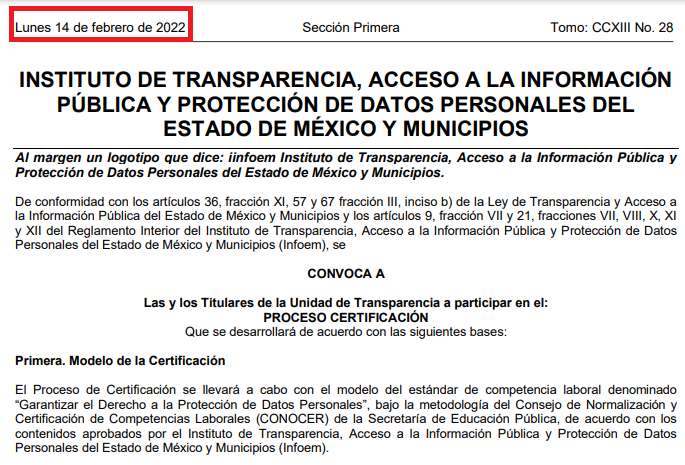 Lunes 14 de febrero de 2022 Sección Primera Tomo: CCXIII No. 28
INSTITUTO DE TRANSPARENCIA, ACCESO A LA INFORMACIÓN
PÚBLICA Y PROTECCIÓN DE DATOS PERSONALES DEL
ESTADO DE MÉXICO Y MUNICIPIOS
Al margen un logotipo que dice: iinfoem Instituto de Transparencia, Acceso a la Información Pública y
Protección de Datos Personales del Estado de México y Municipios.
De conformidad con los artículos 36, fracción XI, 57 y 67 fracción III, inciso b) de la Ley de Transparencia y Acceso a
la Información Pública del Estado de México y Municipios y los artículos 9, fracción VII y 21, fracciones VII, VIII, X, XI
y XII del Reglamento Interior del Instituto de Transparencia, Acceso a la Información Pública y Protección de Datos
Personales del Estado de México y Municipios (Infoem), se
CONVOCA A
Las y los Titulares de la Unidad de Transparencia a participar en el:
PROCESO CERTIFICACIÓN
Que se desarrollará de acuerdo con las siguientes bases:
Primera. Modelo de la Certificación
El Proceso de Certificación se llevará a cabo con el modelo del estándar de competencia laboral denominado
“Garantizar el Derecho a la Protección de Datos Personales”, bajo la metodología del Consejo de Normalización y
Certificación de Competencias Laborales (CONOCER) de la Secretaría de Educación Pública, de acuerdo con los
contenidos aprobados por el Instituto de Transparencia, Acceso a la Información Pública y Protección de Datos
Personales del Estado de México y Municipios (Infoem).